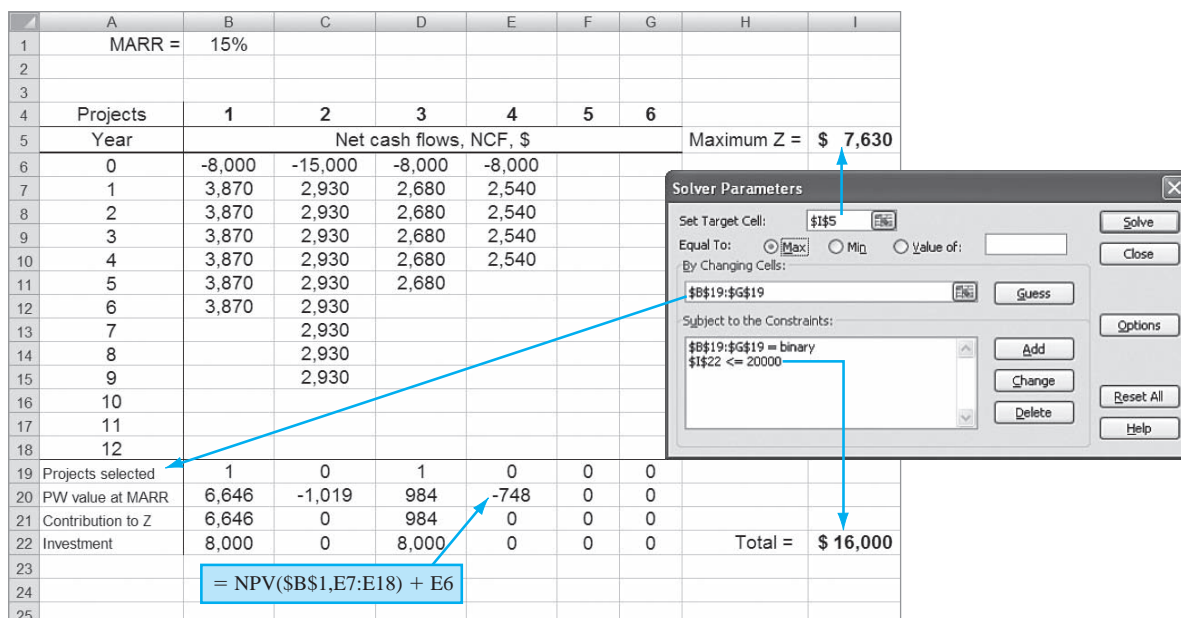 A B C D E F G H I
1 MARR = 15%
2
3
4 Projects 1 2 3 4 5 6
5 Year Net cash flows, NCF, $ Maximum Z = $ 7,630
6 0 -8,000 -15,000 -8,000 -8,000
7 1 3,870 2,930 2,680 2,540
8 2 3,870 2,930 2,680 2,540
9 3 3,870 2,930 2,680 2,540
10 4 3,870 2,930 2,680 2,540
11 5 3,870 2,930 2,680
12 6 3,870 2,930
13 7 2,930
14 8 2,930
15 9 2,930
16 10
17 11
18 12
19 Projects selected 1 0 1 0 0 0
20 PW value at MARR 6,646 -1,019 984 -748 0 0
21 Contribution to Z 6,646 0 984 0 0 0
22 Investment 8,000 0 8,000 0 0 0 Total = $ 16,000
23
24
25
= NPV($B$1,E7:E18) + E6
Solver Parameters
Set Target Cell: $I$5 Solve
Equal To: Max Min Value of: Close
By Changing Cells:
$B$19:$G$19 Guess
Subject to the Constraints: Options
$B$19:$G$19 = binary Add
$I$22 <= 20000
Change
Reset All
Delete
Help